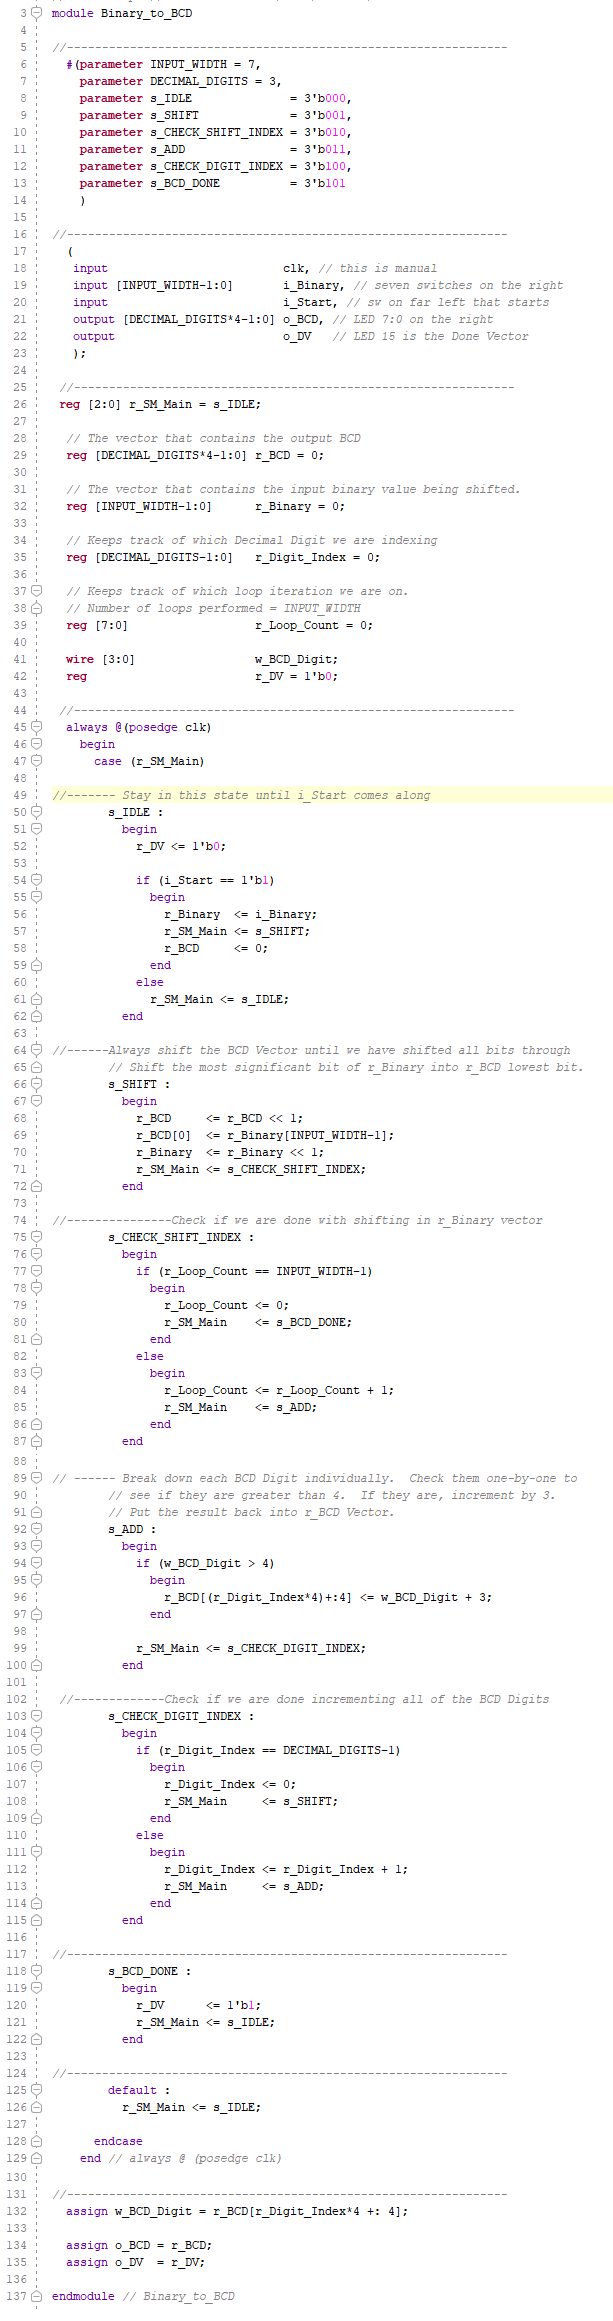 3 module Binary_to_BCD
4
5 //---------------------------------------------------------------
6 #(parameter INPUT_WIDTH = 7,
7 parameter DECIMAL_DIGITS = 3,
8 parameter s_IDLE = 3'b000,
9 parameter s_SHIFT = 3'b001,
10 parameter s_CHECK_SHIFT_INDEX = 3'b010,
11 parameter s_ADD = 3'b011,
12 parameter s_CHECK_DIGIT_INDEX = 3'b100,
13 parameter s_BCD_DONE = 3'b101
14 )
15
16 //---------------------------------------------------------------
17 (
18 input clk, // this is manual
19 input [INPUT_WIDTH-1:0] i_Binary, // seven switches on the right
20 input i_Start, // sw on far left that starts
21 output [DECIMAL_DIGITS*4-1:0] o_BCD, // LED 7:0 on the right
22 output o_DV // LED 15 is the Done Vector
23 );
24
25 //---------------------------------------------------------------
26 reg [2:0] r_SM_Main = s_IDLE;
27
28 // The vector that contains the output BCD
29 reg [DECIMAL_DIGITS*4-1:0] r_BCD = 0;
30
31 // The vector that contains the input binary value being shifted.
32 reg [INPUT_WIDTH-1:0] r_Binary = 0;
33
34 // Keeps track of which Decimal Digit we are indexing
35 reg [DECIMAL_DIGITS-1:0] r_Digit_Index = 0;
36
37 // Keeps track of which loop iteration we are on.
38 // Number of loops performed = INPUT_WIDTH
39 reg [7:0] r_Loop_Count = 0;
40
41 wire [3:0] w_BCD_Digit;
42 reg r_DV = 1'b0;
43
44 //---------------------------------------------------------------
45 always @(posedge clk)
46 begin
47 case (r_SM_Main)
48
49 //------- Stay in this state until i_Start comes along
50 s_IDLE :
51 begin
52 r_DV <= 1'b0;
53
54 if (i_Start == 1'b1)
55 begin
56 r_Binary <= i_Binary;
57 r_SM_Main <= s_SHIFT;
58 r_BCD <= 0;
59 end
60 else
61 r_SM_Main <= s_IDLE;
62 end
63
64 //------Always shift the BCD Vector until we have shifted all bits through
65 // Shift the most significant bit of r_Binary into r_BCD lowest bit.
66 s_SHIFT :
67 begin
68 r_BCD <= r_BCD << 1;
69 r_BCD[0] <= r_Binary[INPUT_WIDTH-1];
70 r_Binary <= r_Binary << 1;
71 r_SM_Main <= s_CHECK_SHIFT_INDEX;
72 end
73
74 //---------------Check if we are done with shifting in r_Binary vector
75 s_CHECK_SHIFT_INDEX :
76 begin
77 if (r_Loop_Count == INPUT_WIDTH-1)
78 begin
79 r_Loop_Count <= 0;
80 r_SM_Main <= s_BCD_DONE;
81 end
82 else
83 begin
84 r_Loop_Count <= r_Loop_Count + 1;
85 r_SM_Main <= s_ADD;
86 end
87 end
88
89 // ------ Break down each BCD Digit individually. Check them one-by-one to
90 // see if they are greater than 4. If they are, increment by 3.
91 // Put the result back into r_BCD Vector.
92 s_ADD :
93 begin
94 if (w_BCD_Digit > 4)
95 begin
96 r_BCD[(r_Digit_Index*4)+:4] <= w_BCD_Digit + 3;
97 end
98
99 r_SM_Main <= s_CHECK_DIGIT_INDEX;
100 end
101
102 //-------------Check if we are done incrementing all of the BCD Digits
103 s_CHECK_DIGIT_INDEX :
104 begin
105 if (r_Digit_Index == DECIMAL_DIGITS-1)
106 begin
107 r_Digit_Index <= 0;
108 r_SM_Main <= s_SHIFT;
109 end
110 else
111 begin
112 r_Digit_Index <= r_Digit_Index + 1;
113 r_SM_Main <= s_ADD;
114 end
115 end
116
117 //---------------------------------------------------------------
118 s_BCD_DONE :
119 begin
120 r_DV <= 1'b1;
121 r_SM_Main <= s_IDLE;
122 end
123
124 //---------------------------------------------------------------
125 default :
126 r_SM_Main <= s_IDLE;
127
128 endcase
129 end // always @ (posedge clk)
130
131 //---------------------------------------------------------------
132 assign w_BCD_Digit = r_BCD[r_Digit_Index*4 +: 4];
133
134 assign o_BCD = r_BCD;
135 assign o_DV = r_DV;
136
137 endmodule // Binary_to_BCD